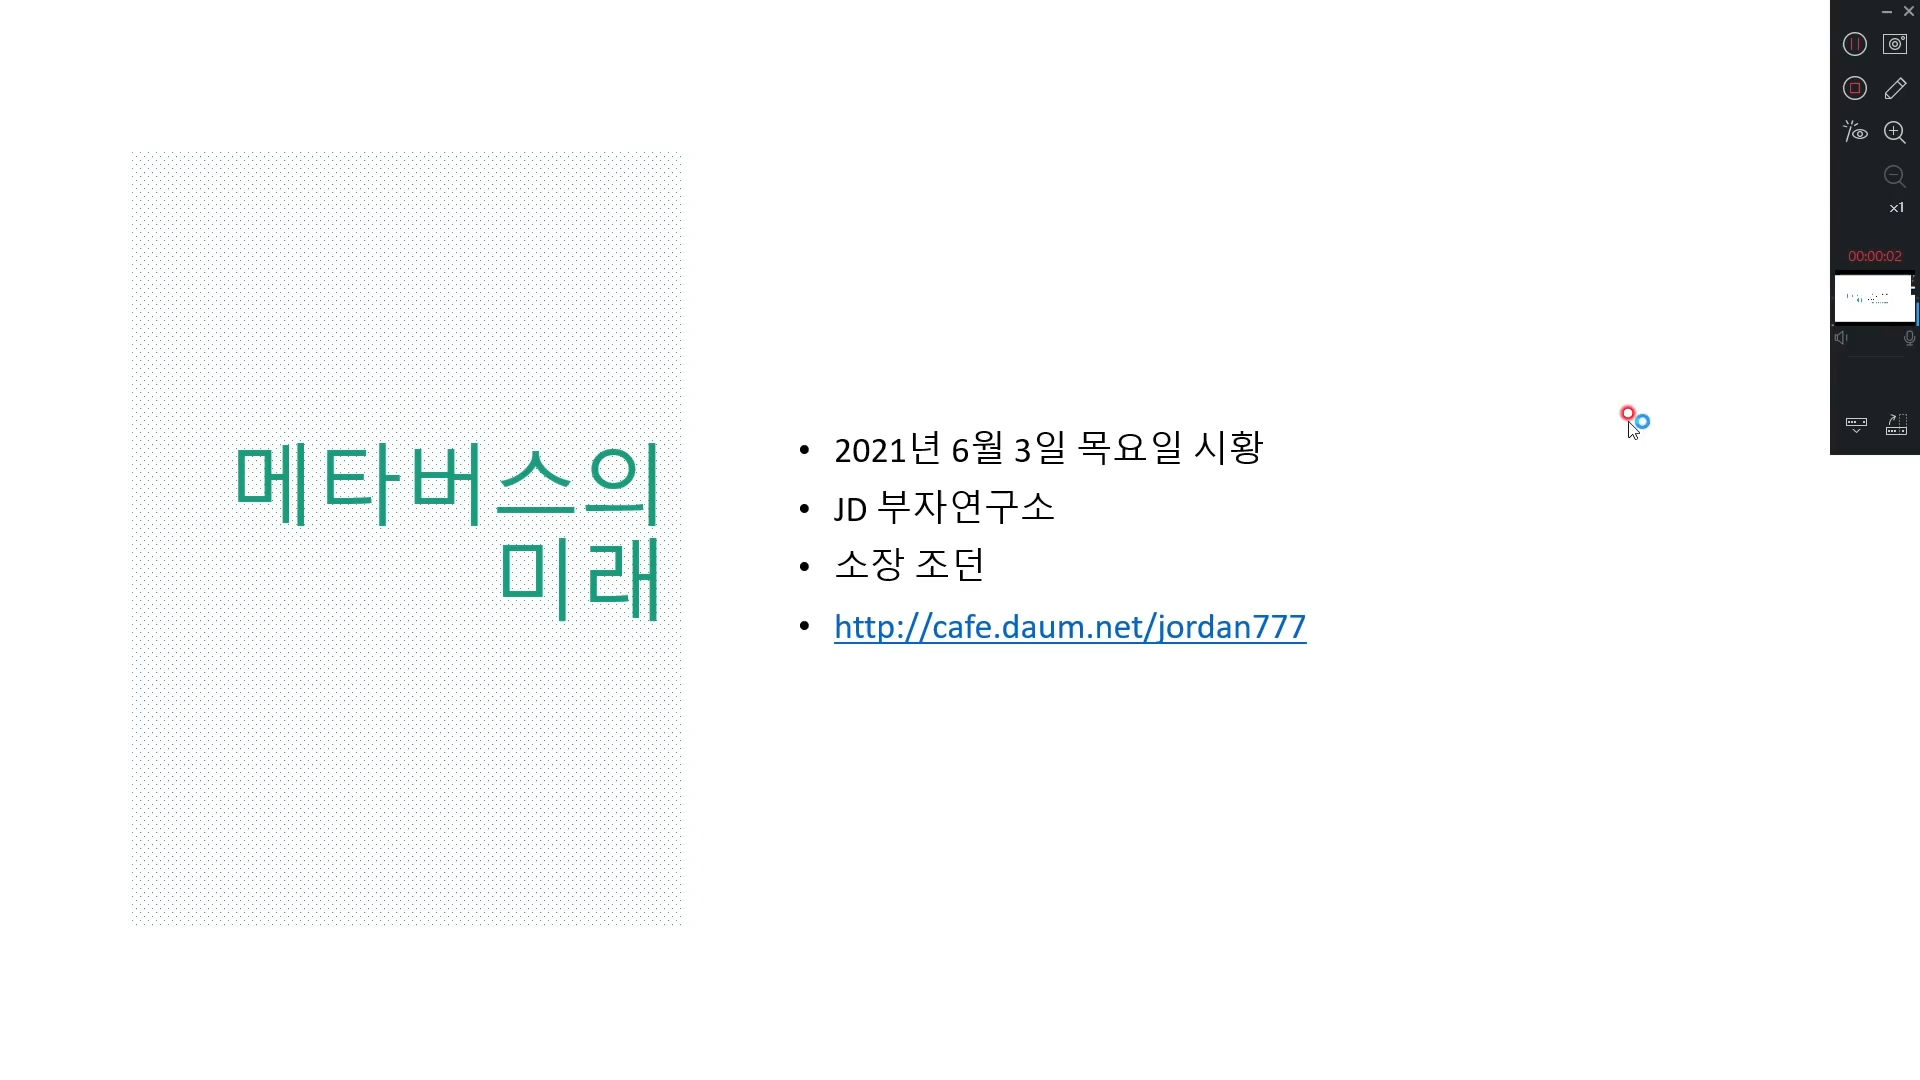 메타버스의
미래
• 2021년 6월 3일 목요일 시황
• JD 부자연구소
• 소장 조던
• http://cafe.daum.net/jordan777
x1
00:00:02